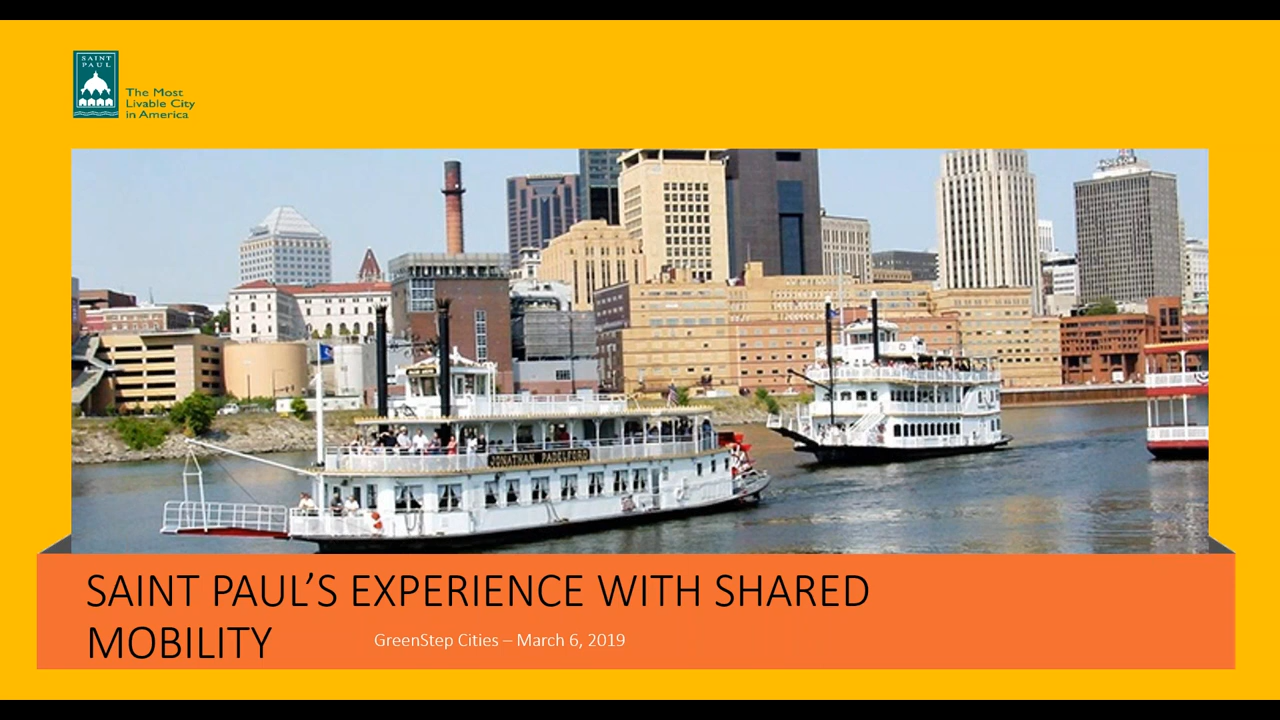 SAINT
PAUL
The Most
Livable City
in America
JONATHAN PADELFORD
SAINT PAUL'S EXPERIENCE WITH SHARED
MOBILITY
GreenStep Cities – March 6, 2019